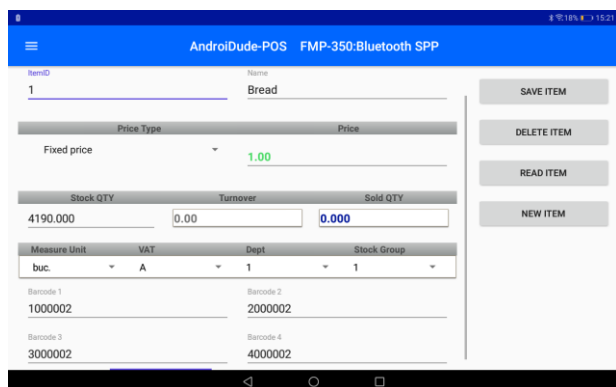 18% 15:21
AndroiDude-POS FMP-350:Bluetooth SPP
ItemID Name
1 Bread
SAVE ITEM
Price Type Price
DELETE ITEM
Fixed price 1.00
READ ITEM
Stock QTY Turnover Sold QTY
NEW ITEM
4190.000 0.00 0.000
Measure Unit VAT Dept Stock Group
buc. A 1 1
Barcode 1 Barcode 2
1000002 2000002
Barcode 3 Barcode 4
3000002 4000002